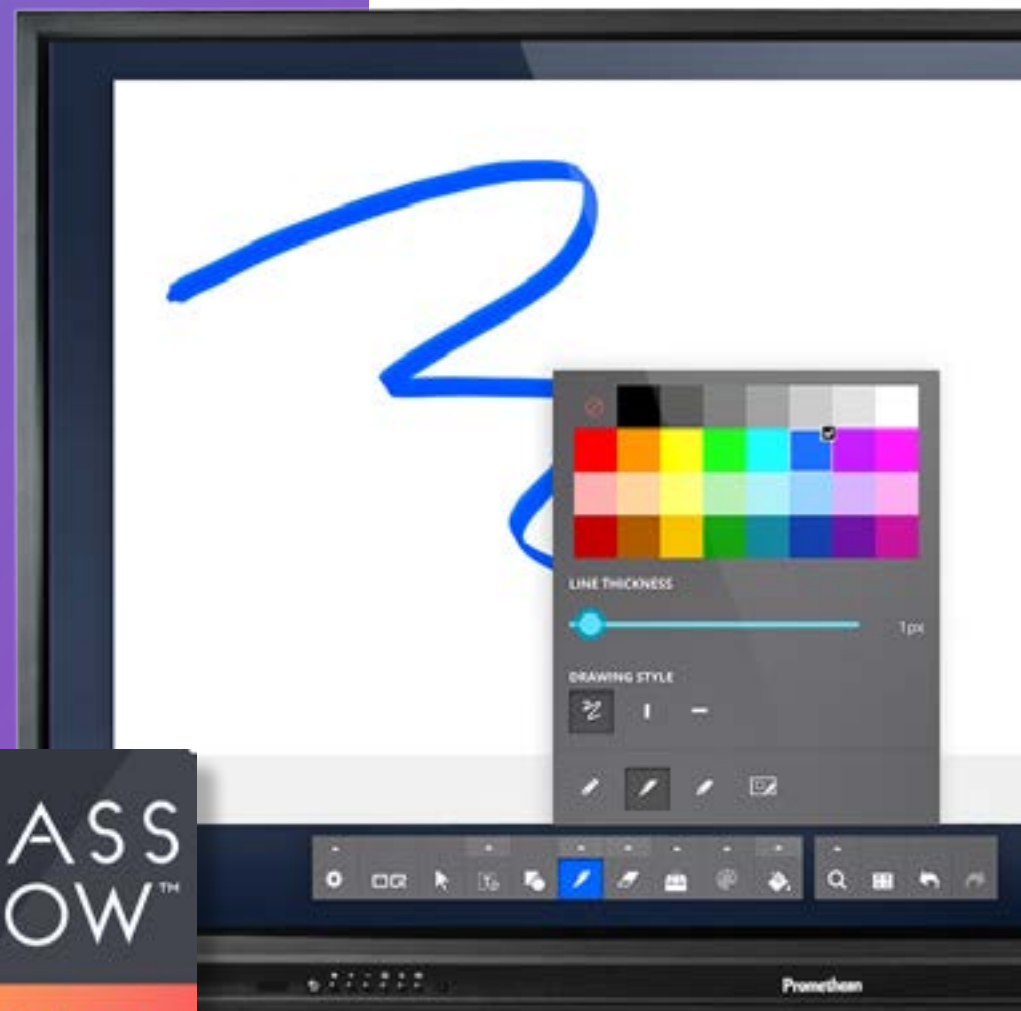 LINE THICKNESS
1px
DRAWING STYLE
ASS
OW™
Promethean